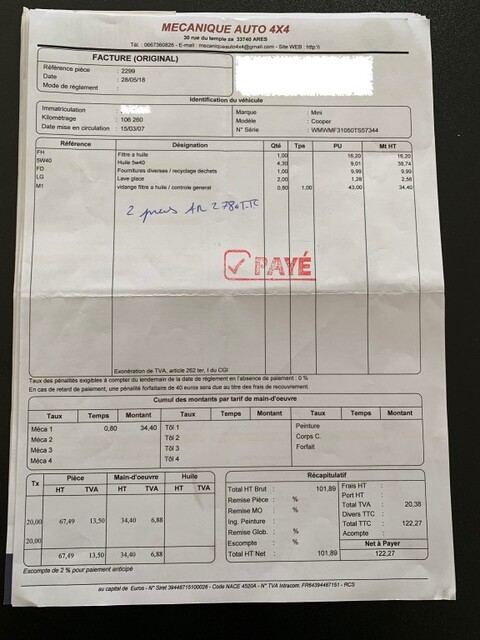 MECANIQUE AUTO 4X4
30 rue du temple za 33740 ARES
Tél. : 0667360826 - E-mail : mecaniqueauto4x4@gmail.com - Site WEB : http:\\
FACTURE (ORIGINAL)
Référence pièce : 2299
Date : 28/05/18
Mode de réglement :
Identification du véhicule
Immatriculation :
Kilométrage : 106 260
Date mise en circulation : 15/03/07
Marque : Mini
Modèle : Cooper
N° Série : WMWMF31050TS57344
Référence Désignation Qté Tps PU Mt HT
FH Filtre a huile 1,00 16,20 16,20
5W40 Huile 5w40 4,30 9,01 38,74
FD Fournitures diverses / recyclage dechets 1,00 9,99 9,99
LG Lave glace 2,00 1,28 2,56
M1 vidange filtre a huile / controle general 0,80 1,00 43,00 34,40
2 pneus AR
PAYÉ
Exonération de TVA, article 262 ter, I du CGI
Taux des pénalités exigibles à compter du lendemain de la date de réglement en l'absence de paiement : 0 %
En cas de retard de paiement, une pénalité forfaitaire de 40 euros sera due au titre des frais de recouvrement
Cumul des montants par tarif de main-d'oeuvre
Taux Temps Montant Taux Temps Montant Taux Montant
Méca 1 0,80 34,40 Tôl 1 Peinture
Méca 2 Tôl 2 Corps C.
Méca 3 Tôl 3 Forfait
Méca 4 Tôl 4
Tx Pièce Main-d'oeuvre Huile
HT TVA HT TVA HT TVA
20,00 67,49 13,50 34,40 6,88
20,00
67,49 13,50 34,40 6,88
Escompte de 2 % pour paiement anticipé
Récapitulatif
Total HT Brut : 101,89
Remise Pièce : %
Remise MO : %
Ing. Peinture :
Remise Glob. : %
Escompte : %
Total HT Net : 101,89
Frais HT :
Port HT :
Total TVA : 20,38
Divers TTC :
Total TTC : 122,27
Acompte :
Net à Payer
122,27
au capital de Euros - N° Siret 39448715100026 - Code NACE 4520A - N° TVA Intracom. FR64394487151 - RCS